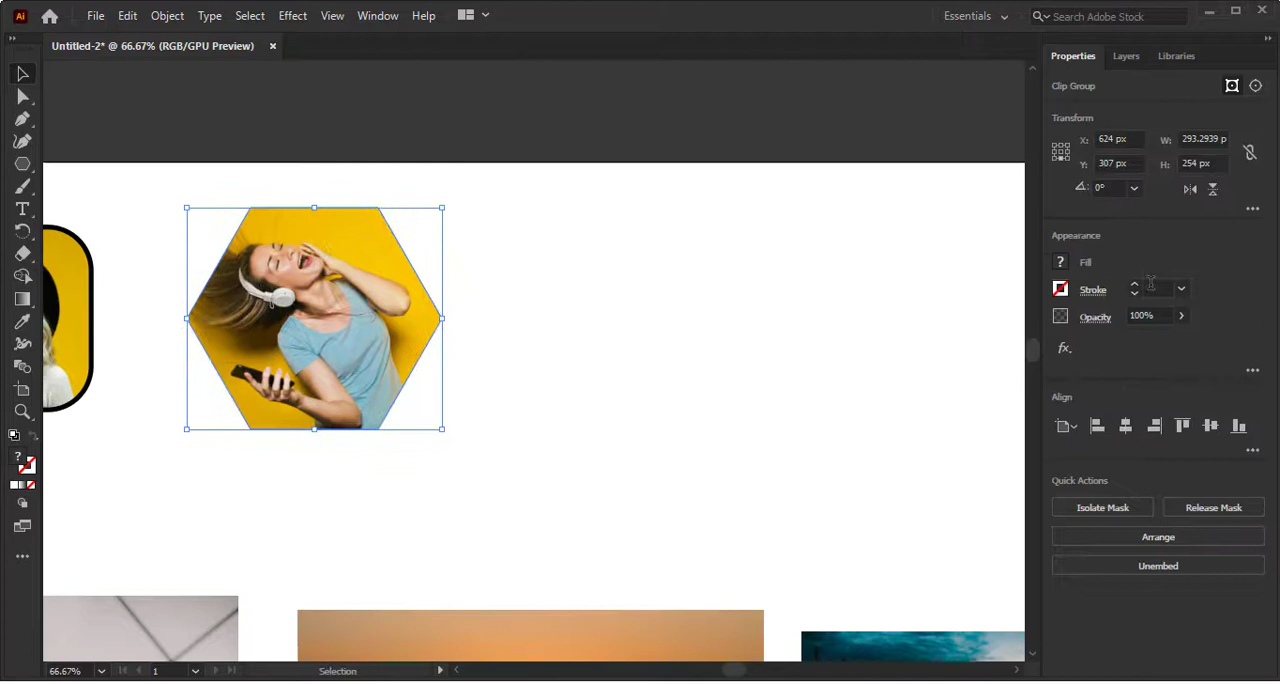 Ai File Edit Object Type Select Effect View Window Help Essentials Search Adobe Stock
Untitled-2* @ 66.67% (RGB/GPU Preview) ×
Properties Layers Libraries
Clip Group
Transform
X: 624 px W: 293.2939 p
Y: 307 px H: 254 px
0°
Appearance
? Fill
Stroke
Opacity 100%
fx.
Align
Quick Actions
Isolate Mask Release Mask
Arrange
Unembed
?
66.67% 1 Selection